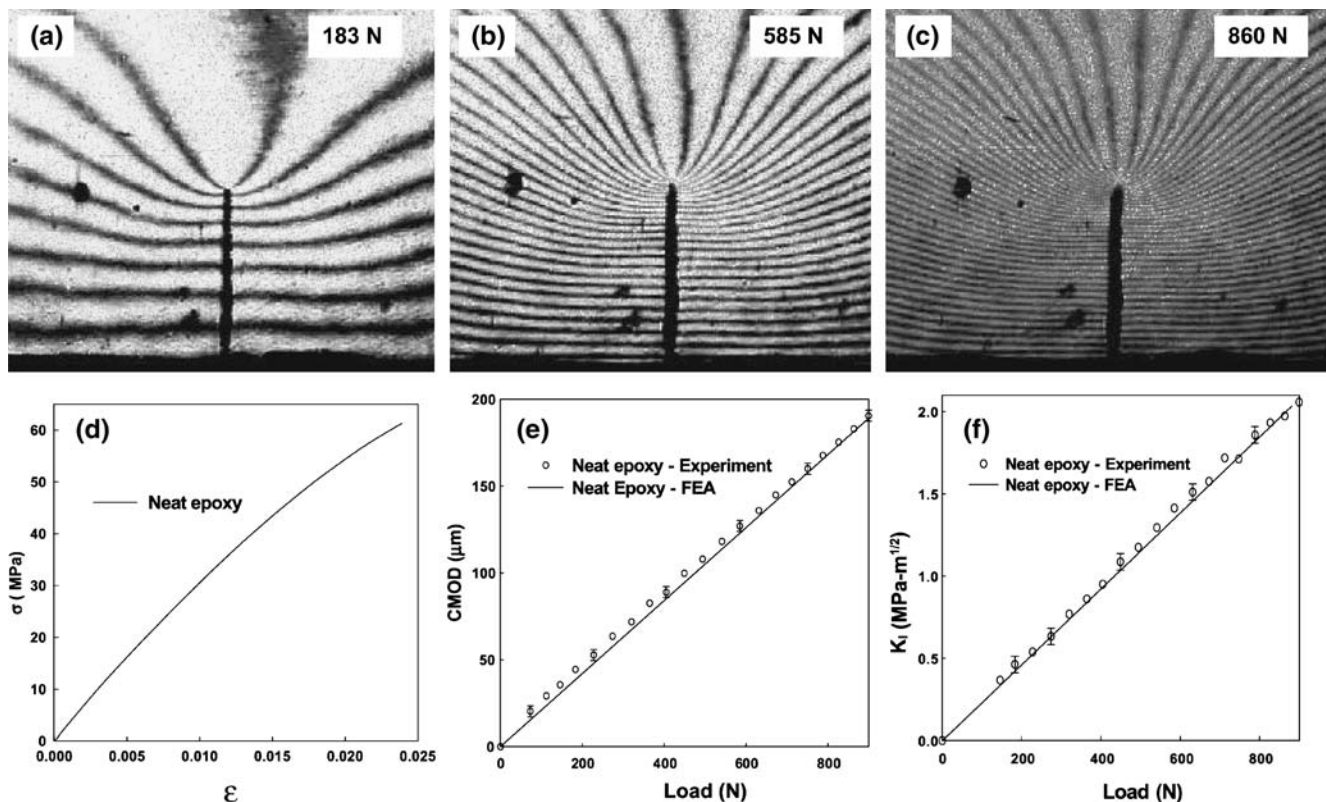 (a)
183 N
(b)
585 N
(c)
860 N
(d)
60
50
40
30
20
10
0
σ ( MPa)
Neat epoxy
0.000
0.005
0.010
0.015
0.020
0.025
ε
(e)
200
150
100
50
0
CMOD (μm)
Neat epoxy - Experiment
Neat Epoxy - FEA
0
200
400
600
800
Load (N)
(f)
2.0
1.5
1.0
0.5
0.0
K_I (MPa-m^1/2)
Neat epoxy - Experiment
Neat epoxy - FEA
0
200
400
600
800
Load (N)